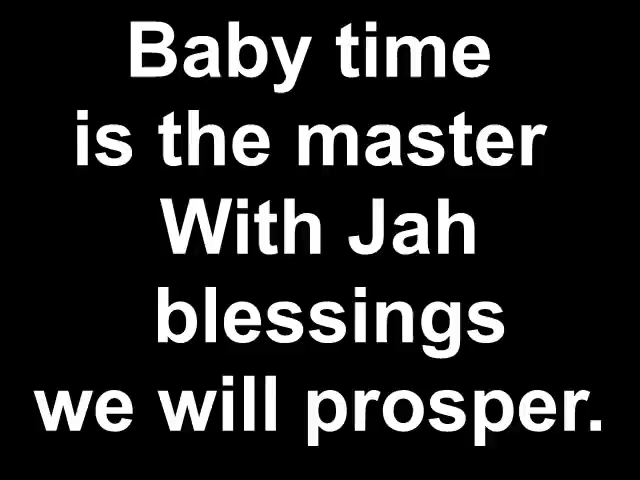 Baby time
is the master
With Jah
blessings
we will prosper.